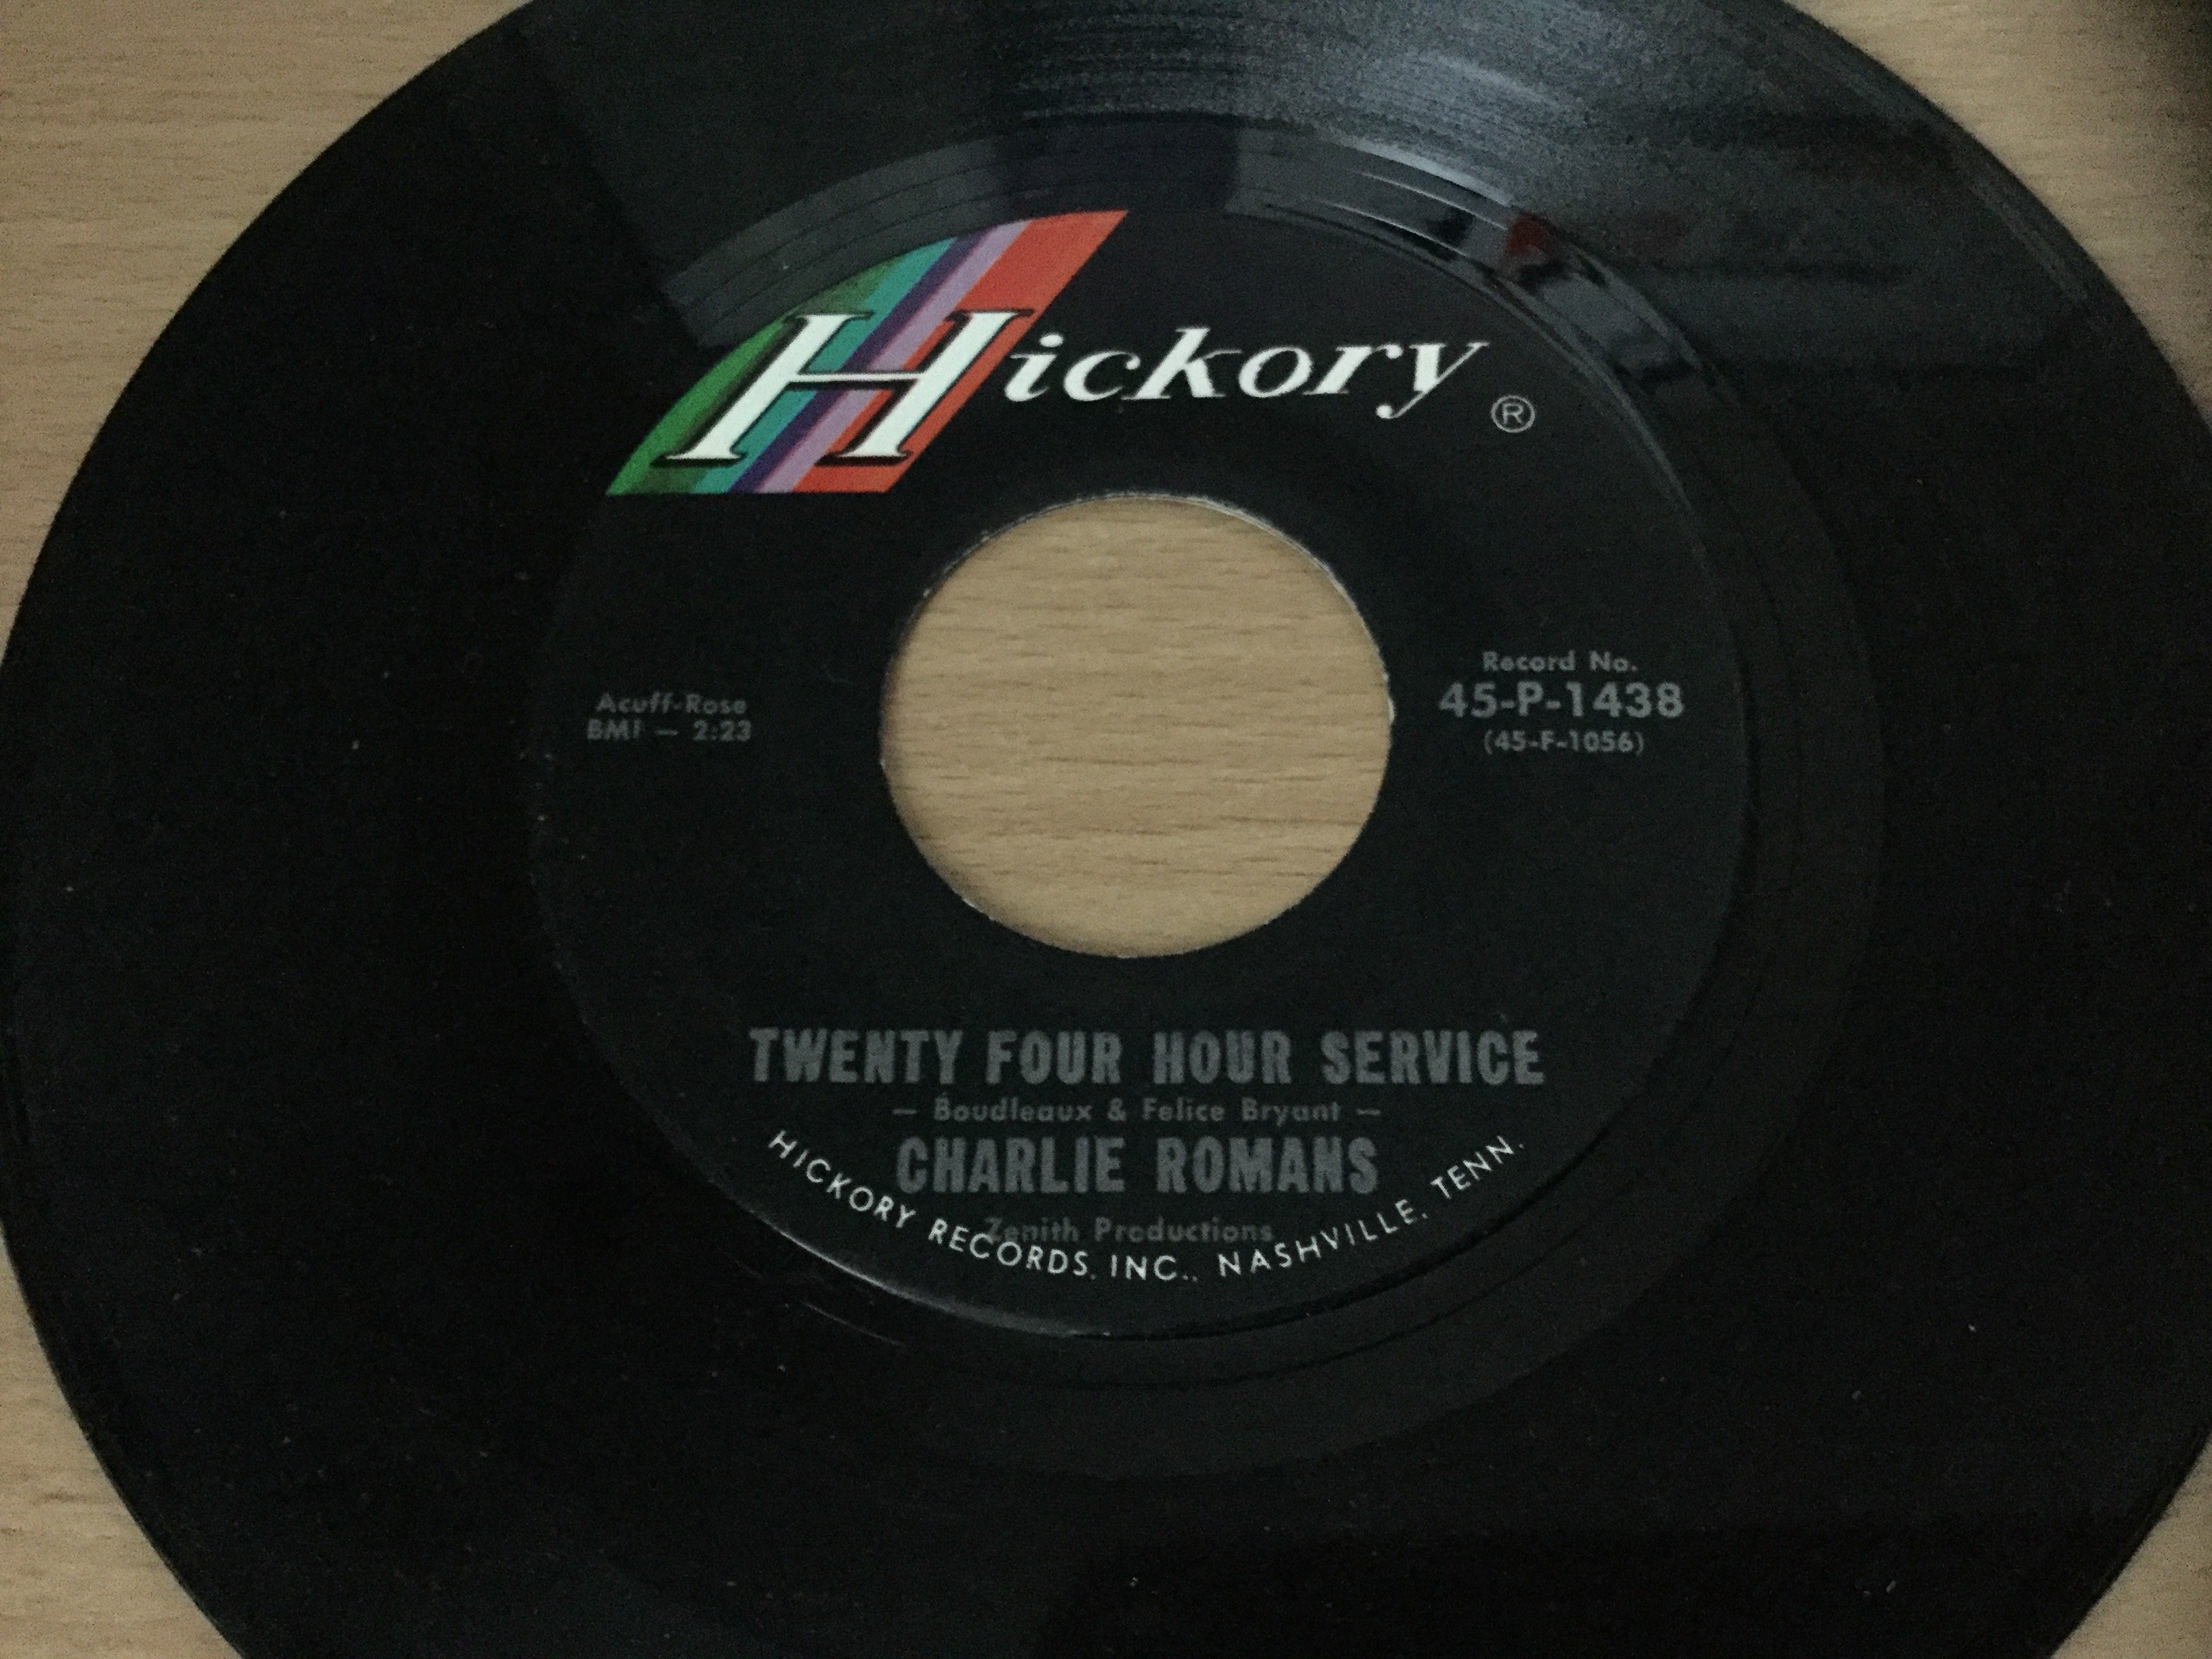 Hickory ®
Acuff-Rose
BMI — 2:23
Record No.
45-P-1438
(45-F-1056)
TWENTY FOUR HOUR SERVICE
— Boudleaux & Felice Bryant —
CHARLIE ROMANS
Zenith Productions
HICKORY RECORDS, INC., NASHVILLE, TENN.